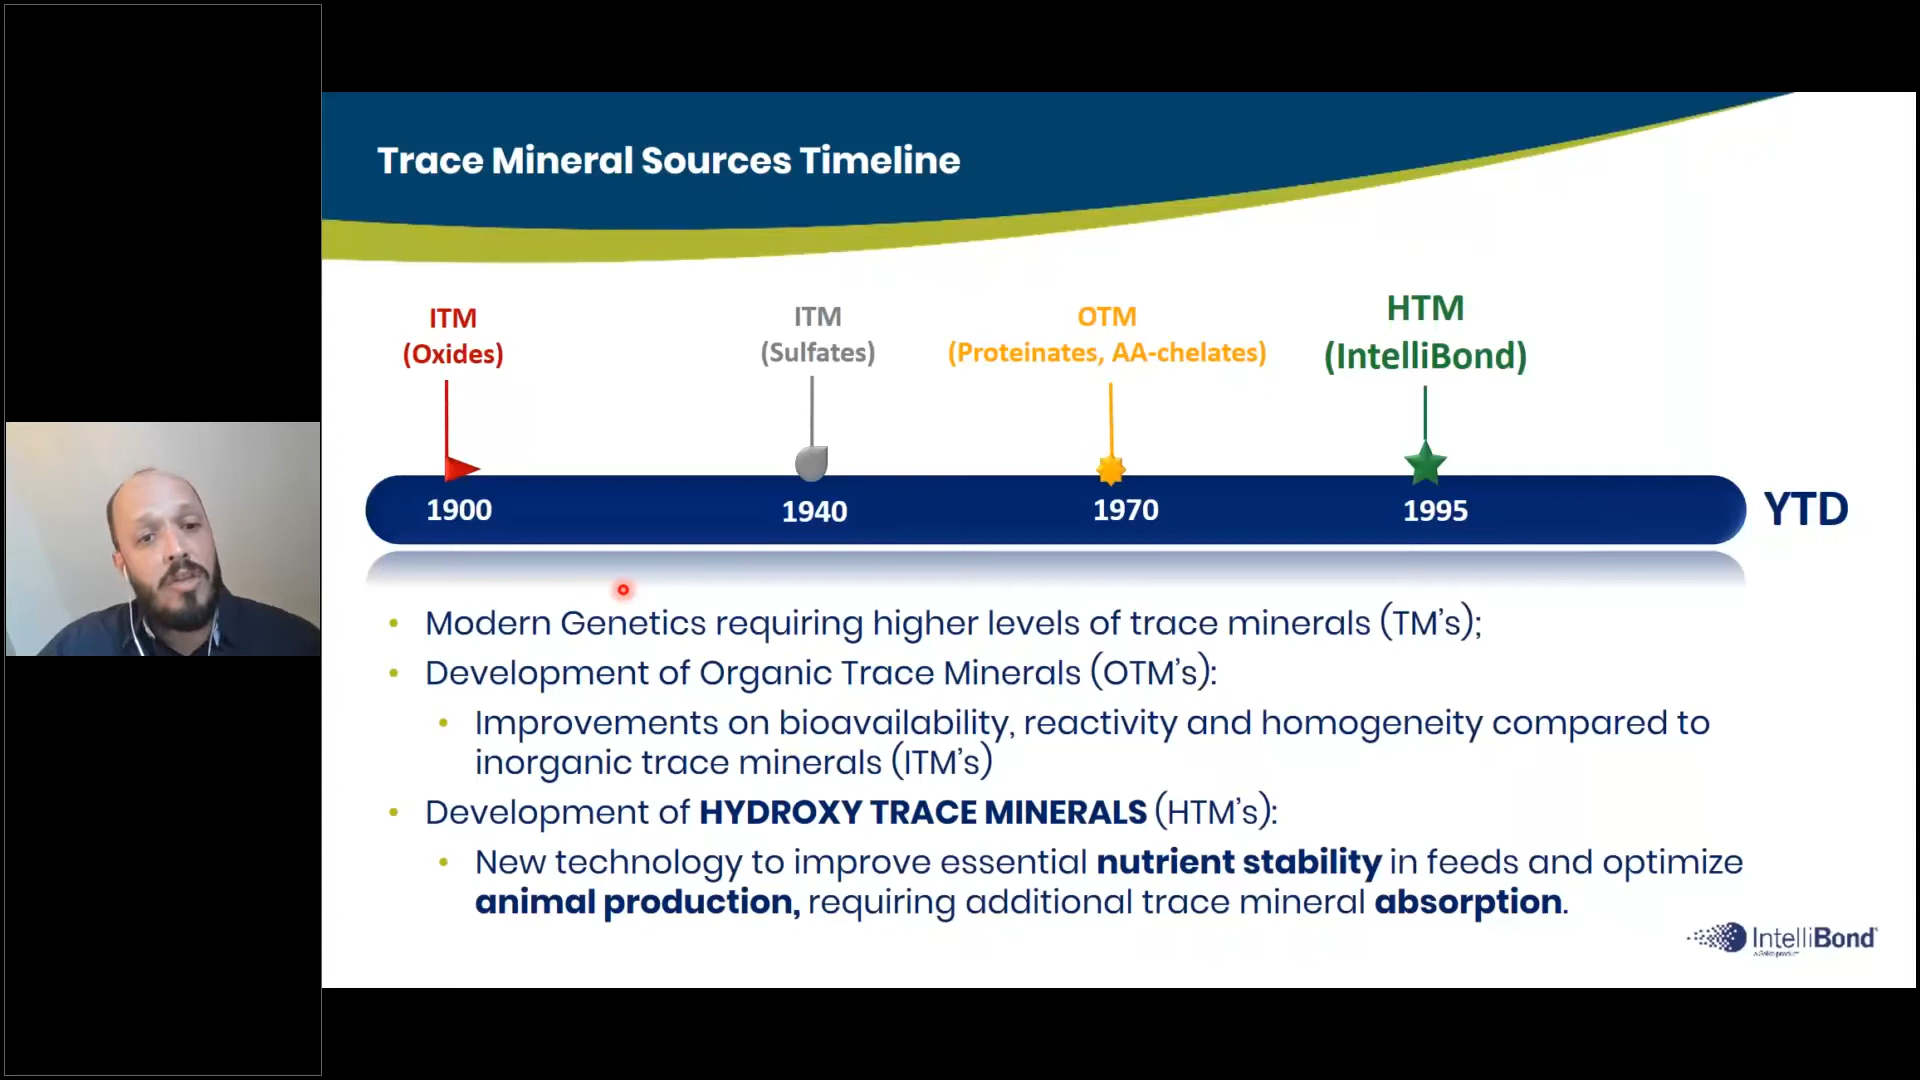 Trace Mineral Sources Timeline
ITM
(Oxides)
ITM
(Sulfates)
OTM
(Proteinates, AA-chelates)
HTM
(IntelliBond)
1900
1940
1970
1995
YTD
• Modern Genetics requiring higher levels of trace minerals (TM’s);
• Development of Organic Trace Minerals (OTM’s):
• Improvements on bioavailability, reactivity and homogeneity compared to
inorganic trace minerals (ITM’s)
• Development of HYDROXY TRACE MINERALS (HTM’s):
• New technology to improve essential nutrient stability in feeds and optimize
animal production, requiring additional trace mineral absorption.
IntelliBond